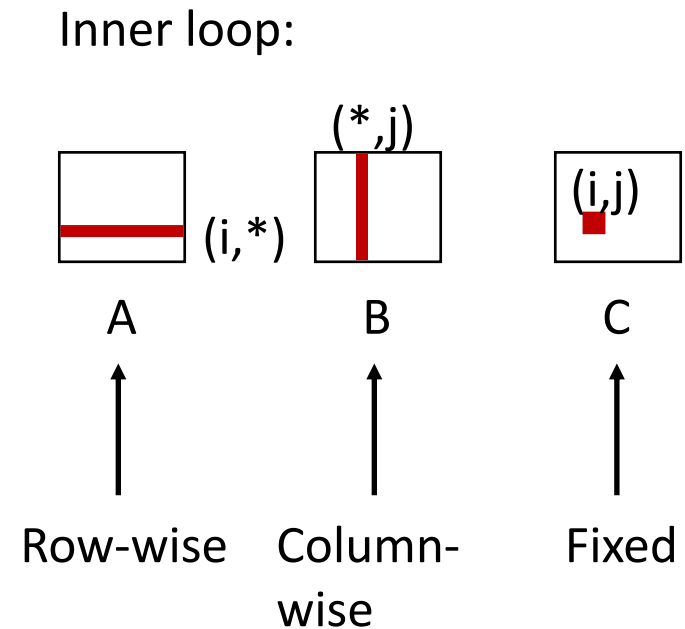 Inner loop:
(*,j)
(i,j)
(i,*)
A B C
Row-wise Column- Fixed
wise